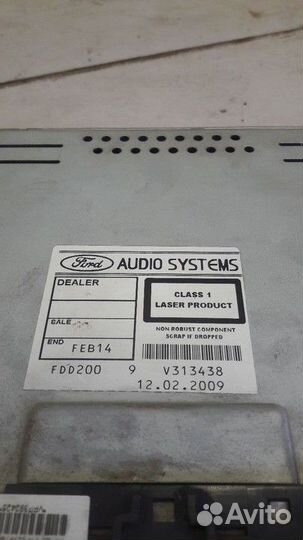 Ford AUDIO SYSTEMS
DEALER
CLASS 1
LASER PRODUCT
SALE
NON ROBUST COMPONENT
SCRAP IF DROPPED
END FEB14
FDD200 9 V313438
12.02.2009
Avito